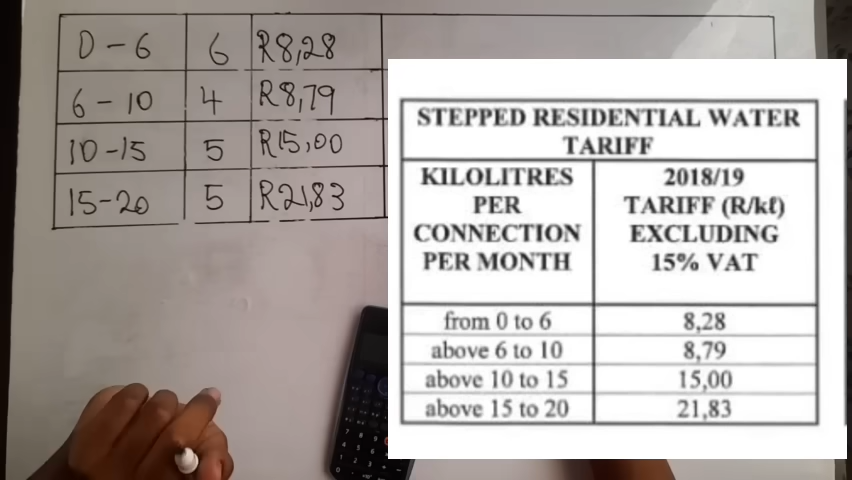 0 - 6 6 R8,28
6 - 10 4 R8,79
10 - 15 5 R15,00
15 - 20 5 R21,83
STEPPED RESIDENTIAL WATER
TARIFF
KILOLITRES
PER
CONNECTION
PER MONTH
2018/19
TARIFF (R/kℓ)
EXCLUDING
15% VAT
from 0 to 6 8,28
above 6 to 10 8,79
above 10 to 15 15,00
above 15 to 20 21,83